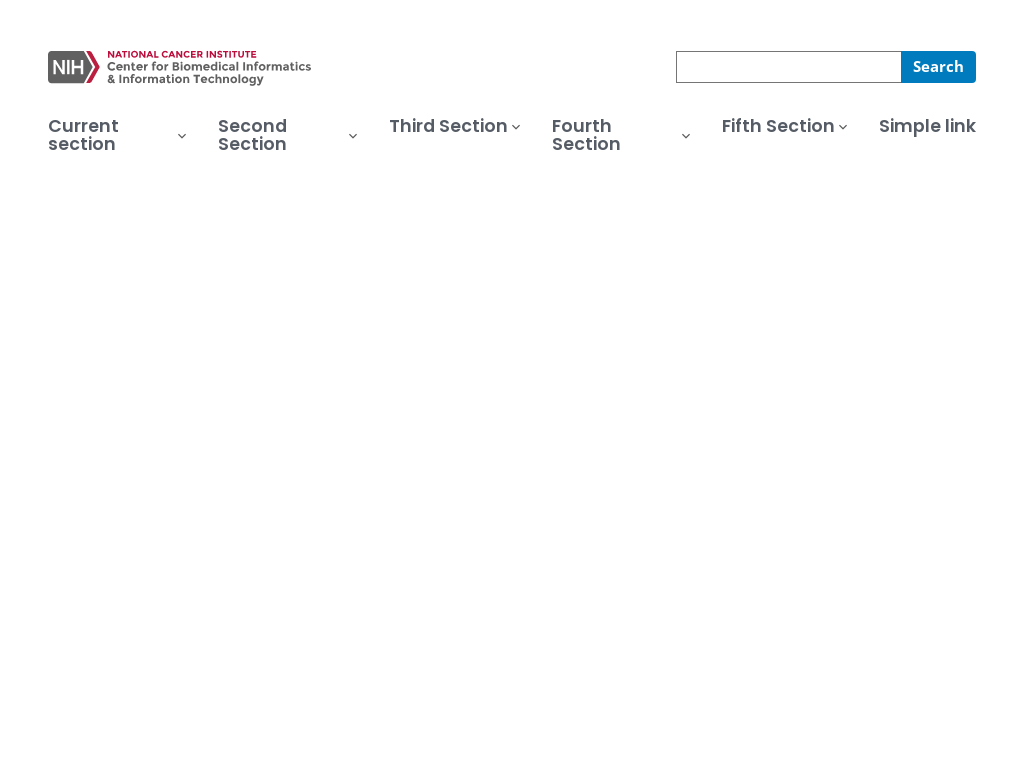 NIH
NATIONAL CANCER INSTITUTE
Center for Biomedical Informatics
& Information Technology
Search
Current
section
Second
Section
Third Section
Fourth
Section
Fifth Section
Simple link